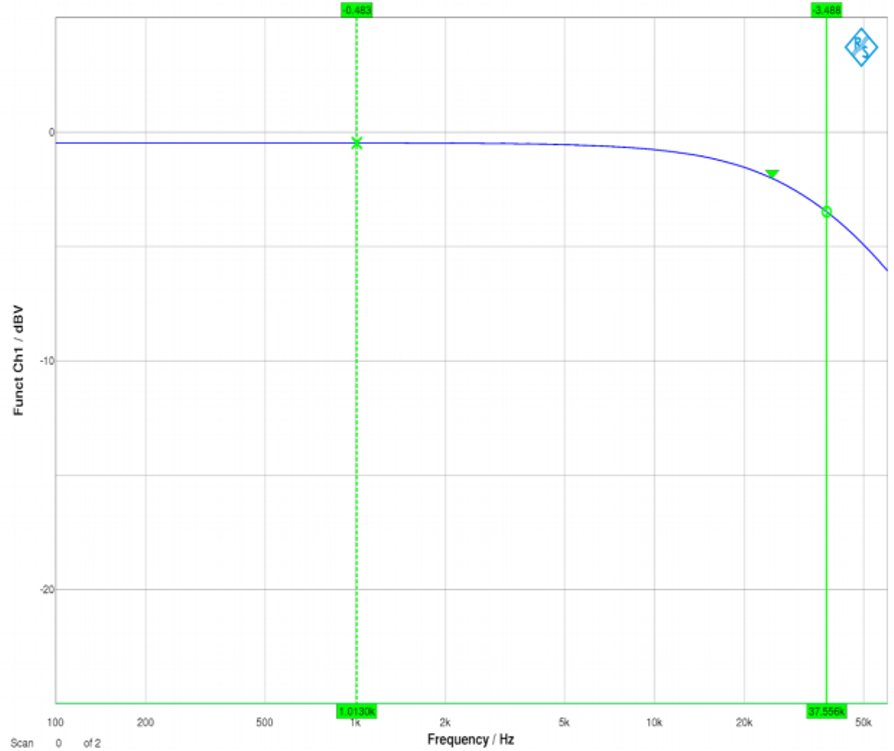 -0.483
-3.488
R
S
0
-10
-20
Funct Ch1 / dBV
1.0130k
37.556k
100
200
500
1k
2k
5k
10k
20k
50k
Frequency / Hz
Scan 0 of 2